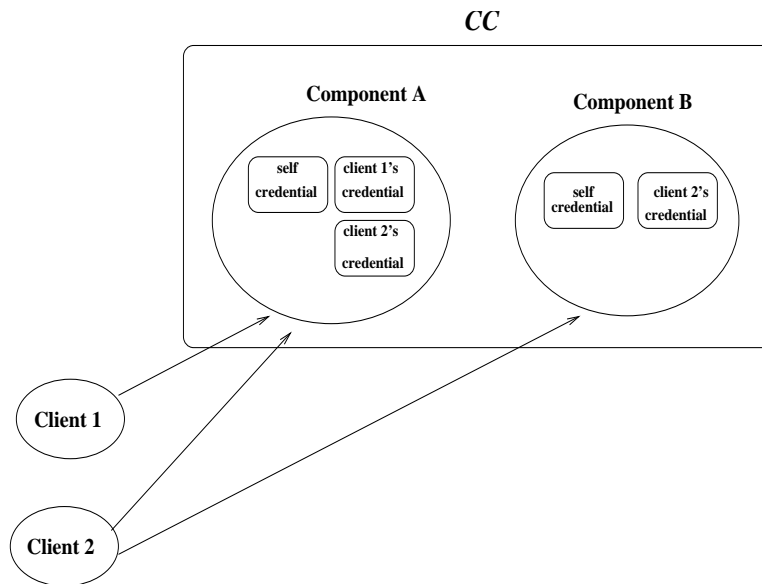 CC
Component A
Component B
self
credential
client 1's
credential
client 2's
credential
self
credential
client 2's
credential
Client 1
Client 2